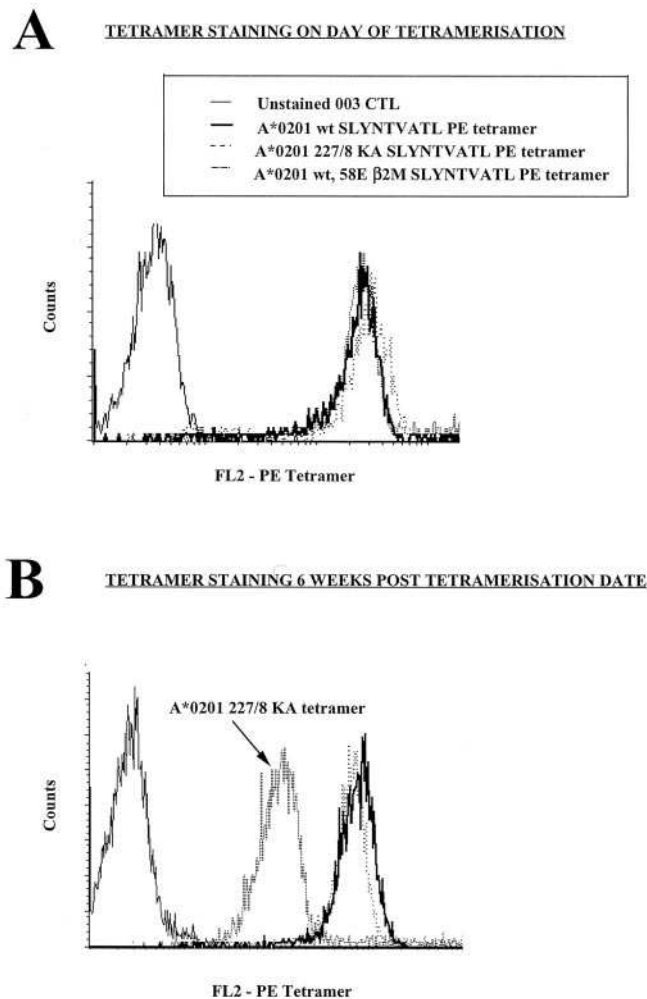 A
TETRAMER STAINING ON DAY OF TETRAMERISATION
Unstained 003 CTL
A*0201 wt SLYNTVATL PE tetramer
A*0201 227/8 KA SLYNTVATL PE tetramer
A*0201 wt, 58E β2M SLYNTVATL PE tetramer
Counts
FL2 - PE Tetramer
B
TETRAMER STAINING 6 WEEKS POST TETRAMERISATION DATE
A*0201 227/8 KA tetramer
Counts
FL2 - PE Tetramer